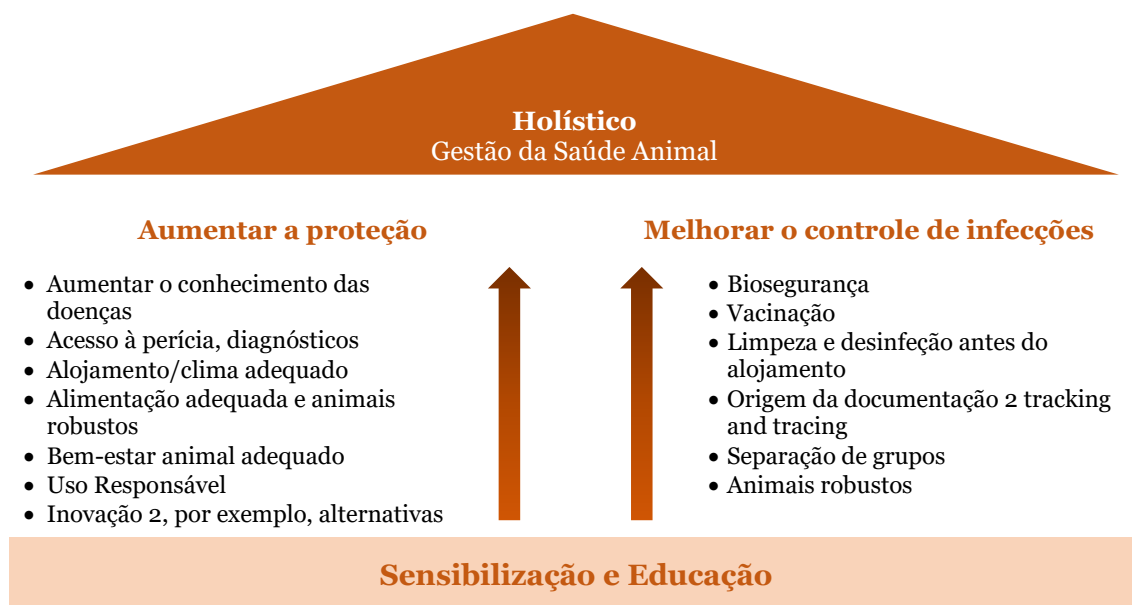 Holístico
Gestão da Saúde Animal
Aumentar a proteção
• Aumentar o conhecimento das
doenças
• Acesso à perícia, diagnósticos
• Alojamento/clima adequado
• Alimentação adequada e animais
robustos
• Bem-estar animal adequado
• Uso Responsável
• Inovação 2, por exemplo, alternativas
Melhorar o controle de infecções
• Biosegurança
• Vacinação
• Limpeza e desinfeção antes do
alojamento
• Origem da documentação 2 tracking
and tracing
• Separação de grupos
• Animais robustos
Sensibilização e Educação